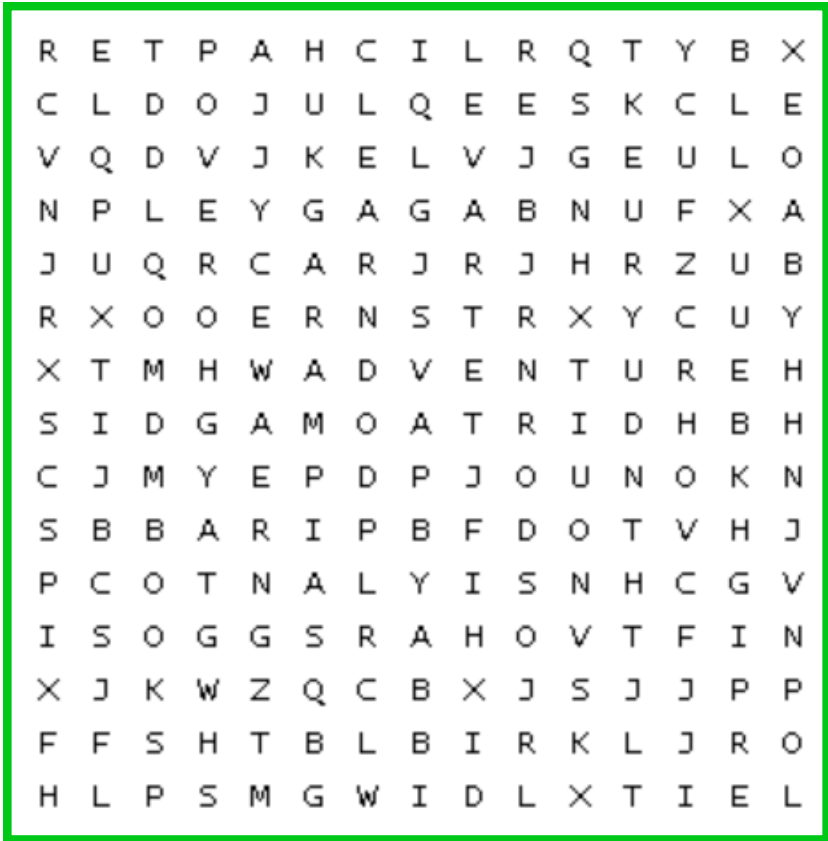 R E T P A H C I L R Q T Y B X
C L D O J U L Q E E S K C L E
V Q D V J K E L V J G E U L O
N P L E Y G A G A B N U F X A
J U Q R C A R J R J H R Z U B
R X O O E R N S T R X Y C U Y
X T M H W A D V E N T U R E H
S I D G A M O A T R I D H B H
C J M Y E P D P J O U N O K N
S B B A R I P B F D O T V H J
P C O T N A L Y I S N H C G V
I S O G G S R A H O V T F I N
X J K W Z Q C B X J S J J P P
F F S H T B L B I R K L J R O
H L P S M G W I D L X T I E L